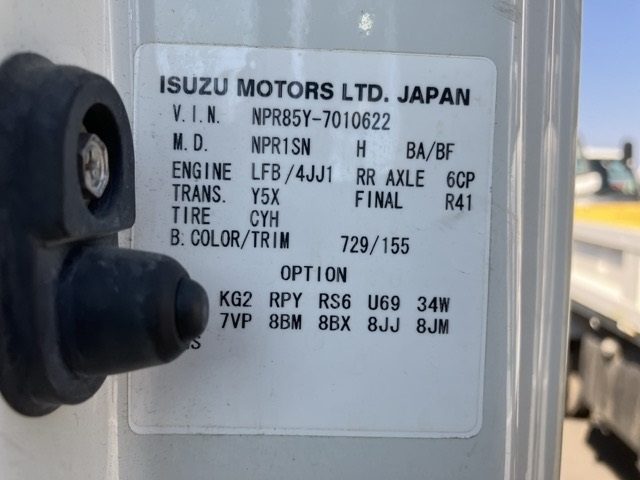 ISUZU MOTORS LTD. JAPAN
V.I.N. NPR85Y-7010622
M.D. NPR1SN H BA/BF
ENGINE LFB/4JJ1 RR AXLE 6CP
TRANS. Y5X FINAL R41
TIRE CYH
B:COLOR/TRIM 729/155
OPTION
KG2 RPY RS6 U69 34W
7VP 8BM 8BX 8JJ 8JM